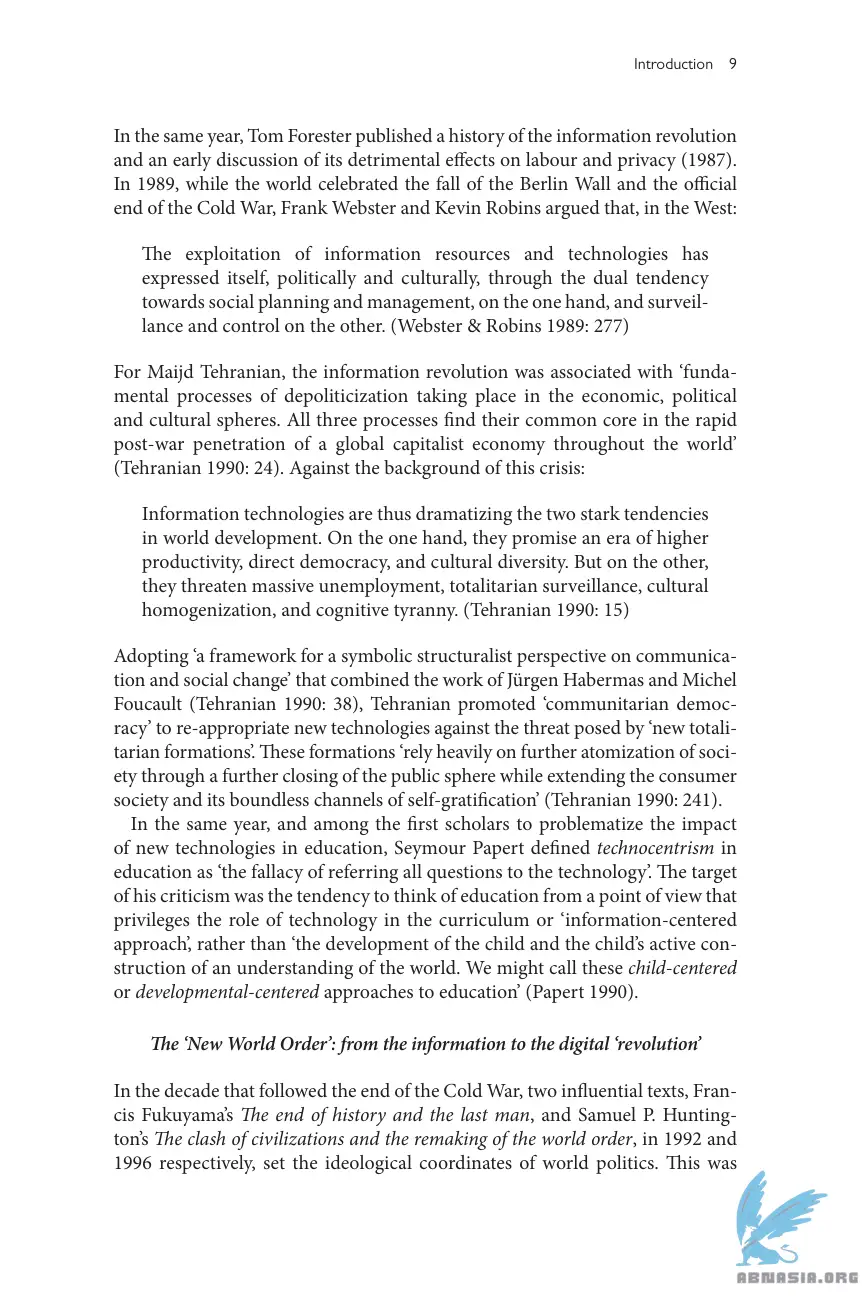 Introduction 9
In the same year, Tom Forester published a history of the information revolution
and an early discussion of its detrimental effects on labour and privacy (1987).
In 1989, while the world celebrated the fall of the Berlin Wall and the official
end of the Cold War, Frank Webster and Kevin Robins argued that, in the West:
The exploitation of information resources and technologies has
expressed itself, politically and culturally, through the dual tendency
towards social planning and management, on the one hand, and surveil-
lance and control on the other. (Webster & Robins 1989: 277)
For Maijd Tehranian, the information revolution was associated with ‘funda-
mental processes of depoliticization taking place in the economic, political
and cultural spheres. All three processes find their common core in the rapid
post-war penetration of a global capitalist economy throughout the world’
(Tehranian 1990: 24). Against the background of this crisis:
Information technologies are thus dramatizing the two stark tendencies
in world development. On the one hand, they promise an era of higher
productivity, direct democracy, and cultural diversity. But on the other,
they threaten massive unemployment, totalitarian surveillance, cultural
homogenization, and cognitive tyranny. (Tehranian 1990: 15)
Adopting ‘a framework for a symbolic structuralist perspective on communica-
tion and social change’ that combined the work of Jürgen Habermas and Michel
Foucault (Tehranian 1990: 38), Tehranian promoted ‘communitarian democ-
racy’ to re-appropriate new technologies against the threat posed by ‘new totali-
tarian formations’. These formations ‘rely heavily on further atomization of soci-
ety through a further closing of the public sphere while extending the consumer
society and its boundless channels of self-gratification’ (Tehranian 1990: 241).
In the same year, and among the first scholars to problematize the impact
of new technologies in education, Seymour Papert defined technocentrism in
education as ‘the fallacy of referring all questions to the technology’. The target
of his criticism was the tendency to think of education from a point of view that
privileges the role of technology in the curriculum or ‘information-centered
approach’, rather than ‘the development of the child and the child’s active con-
struction of an understanding of the world. We might call these child-centered
or developmental-centered approaches to education’ (Papert 1990).
The ‘New World Order’: from the information to the digital ‘revolution’
In the decade that followed the end of the Cold War, two influential texts, Fran-
cis Fukuyama’s The end of history and the last man, and Samuel P. Hunting-
ton’s The clash of civilizations and the remaking of the world order, in 1992 and
1996 respectively, set the ideological coordinates of world politics. This was
ABNASIA.ORG